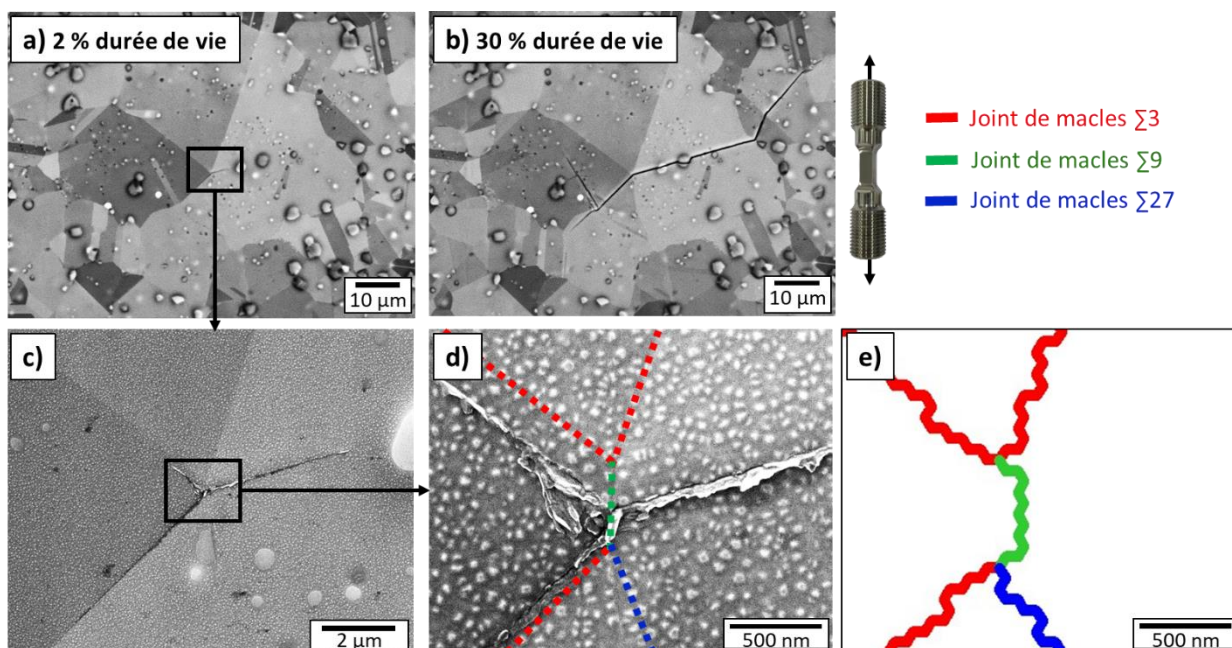 a) 2 % durée de vie
10 µm
b) 30 % durée de vie
10 µm
Joint de macles ∑3
Joint de macles ∑9
Joint de macles ∑27
c)
2 µm
d)
500 nm
e)
500 nm